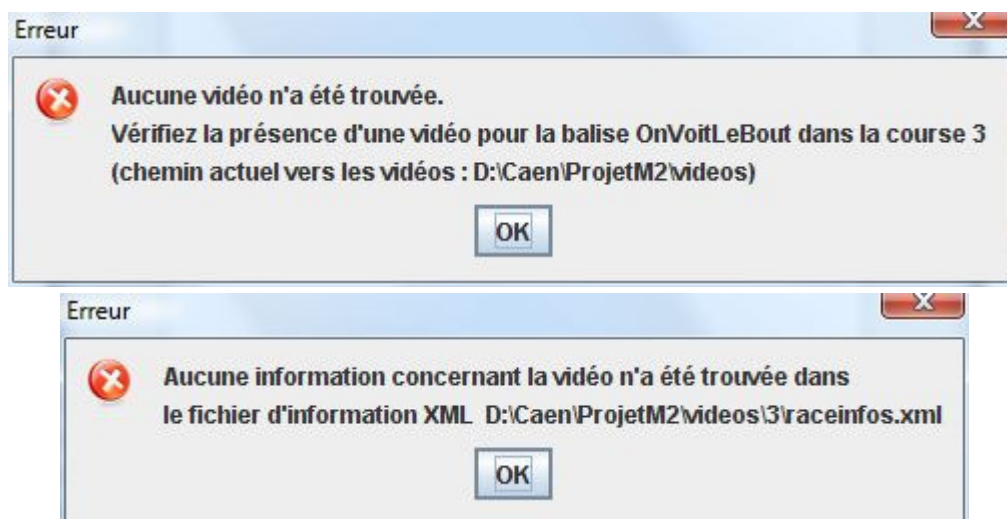 Erreur
Aucune vidéo n'a été trouvée.
Vérifiez la présence d'une vidéo pour la balise OnVoitLeBout dans la course 3
(chemin actuel vers les vidéos : D:\Caen\ProjetM2\videos)
OK
Erreur
Aucune information concernant la vidéo n'a été trouvée dans
le fichier d'information XML D:\Caen\ProjetM2\videos\3\raceinfos.xml
OK